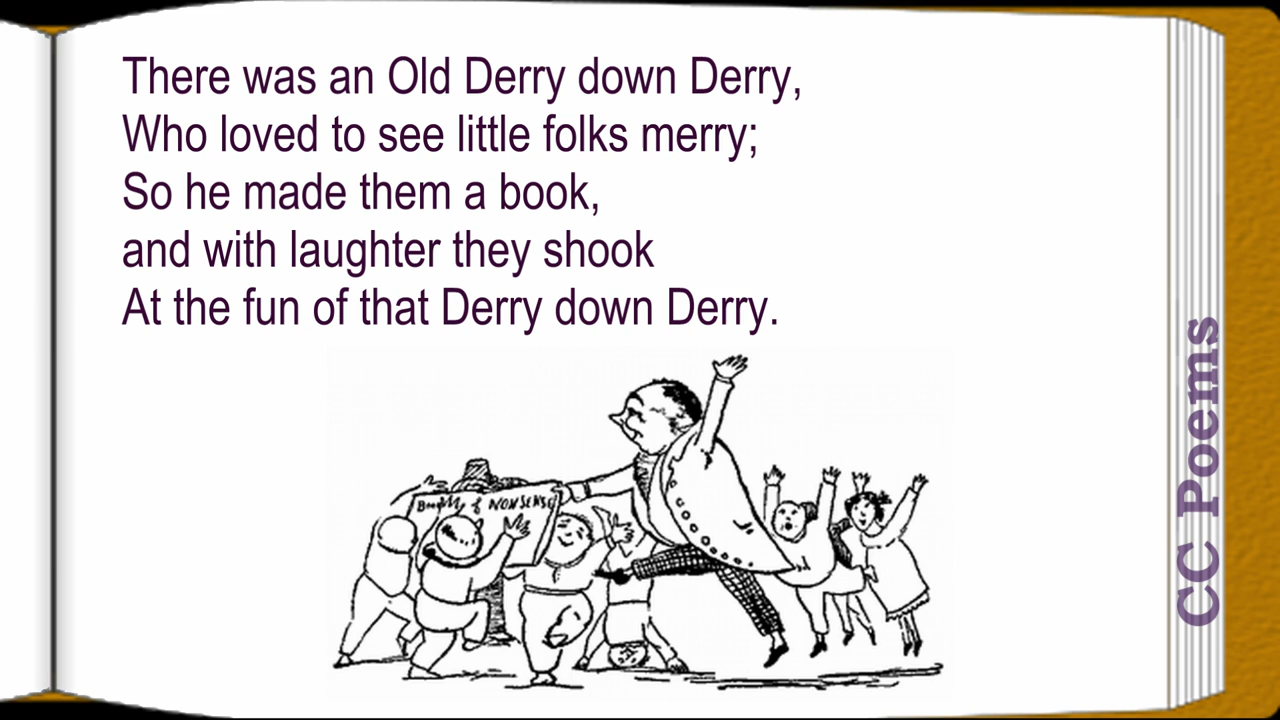 There was an Old Derry down Derry,
Who loved to see little folks merry;
So he made them a book,
and with laughter they shook
At the fun of that Derry down Derry.
NONSENSE
CC Poems